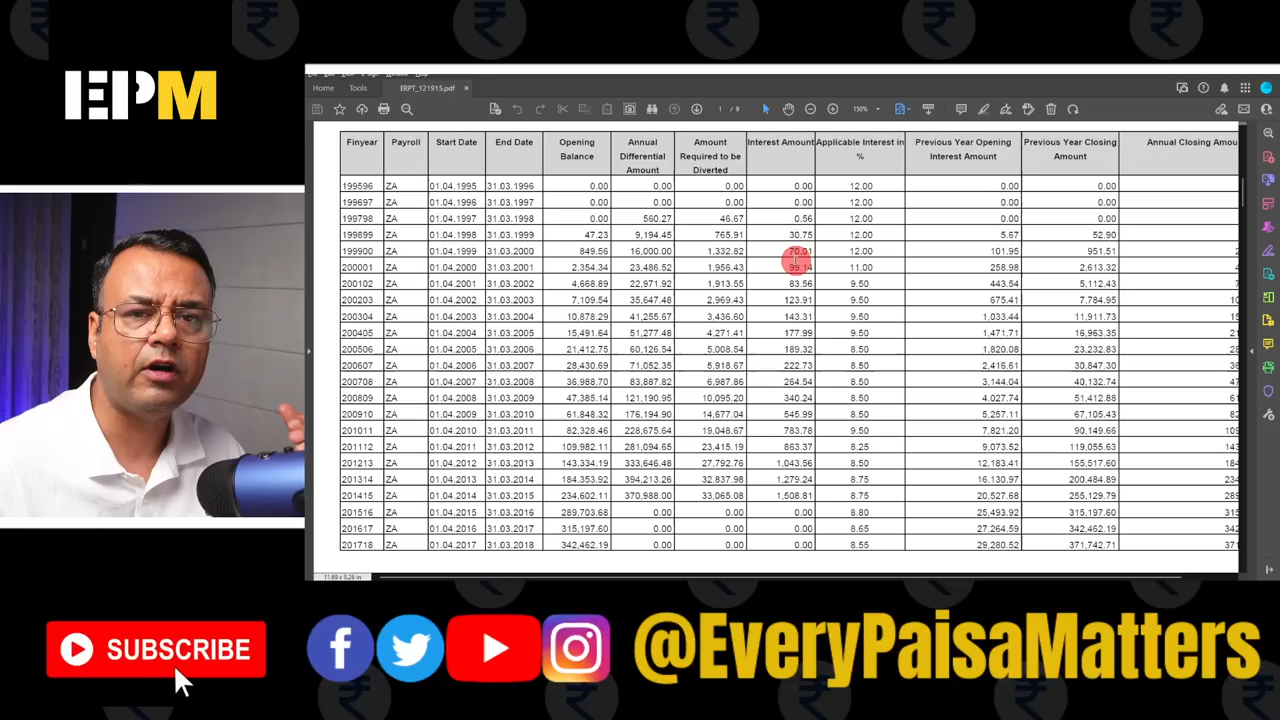 EPM
Home Tools ERPT_121915.pdf ×
1 / 9 150%
Finyear Payroll Start Date End Date Opening Balance Annual Differential Amount Amount Required to be Diverted Interest Amount Applicable Interest in % Previous Year Opening Interest Amount Previous Year Closing Amount Annual Closing Amou
199596 ZA 01.04.1995 31.03.1996 0.00 0.00 0.00 0.00 12.00 0.00 0.00
199697 ZA 01.04.1996 31.03.1997 0.00 0.00 0.00 0.00 12.00 0.00 0.00
199798 ZA 01.04.1997 31.03.1998 0.00 560.27 46.67 0.56 12.00 0.00 0.00
199899 ZA 01.04.1998 31.03.1999 47.23 9,194.45 765.91 30.75 12.00 5.67 52.90
199900 ZA 01.04.1999 31.03.2000 849.56 16,000.00 1,332.82 70.01 12.00 101.95 951.51 2
200001 ZA 01.04.2000 31.03.2001 2,354.34 23,486.52 1,956.43 99.14 11.00 258.98 2,613.32 4
200102 ZA 01.04.2001 31.03.2002 4,668.89 22,971.92 1,913.55 83.56 9.50 443.54 5,112.43 7
200203 ZA 01.04.2002 31.03.2003 7,109.54 35,647.48 2,969.43 123.91 9.50 675.41 7,784.95 10
200304 ZA 01.04.2003 31.03.2004 10,878.29 41,255.67 3,436.60 143.31 9.50 1,033.44 11,911.73 15
200405 ZA 01.04.2004 31.03.2005 15,491.64 51,277.48 4,271.41 177.99 9.50 1,471.71 16,963.35 21
200506 ZA 01.04.2005 31.03.2006 21,412.75 60,126.54 5,008.54 189.32 8.50 1,820.08 23,232.83 28
200607 ZA 01.04.2006 31.03.2007 28,430.69 71,052.35 5,918.67 222.73 8.50 2,416.61 30,847.30 36
200708 ZA 01.04.2007 31.03.2008 36,988.70 83,887.82 6,987.86 264.54 8.50 3,144.04 40,132.74 47
200809 ZA 01.04.2008 31.03.2009 47,385.14 121,190.95 10,095.20 340.24 8.50 4,027.74 51,412.88 61
200910 ZA 01.04.2009 31.03.2010 61,848.32 176,194.90 14,677.04 545.99 8.50 5,257.11 67,105.43 82
201011 ZA 01.04.2010 31.03.2011 82,328.46 228,675.64 19,048.67 783.78 9.50 7,821.20 90,149.66 109
201112 ZA 01.04.2011 31.03.2012 109,982.11 281,094.65 23,415.19 863.37 8.25 9,073.52 119,055.63 143
201213 ZA 01.04.2012 31.03.2013 143,334.19 333,646.48 27,792.76 1,043.56 8.50 12,183.41 155,517.60 184
201314 ZA 01.04.2013 31.03.2014 184,353.92 394,213.26 32,837.98 1,279.24 8.75 16,130.97 200,484.89 234
201415 ZA 01.04.2014 31.03.2015 234,602.11 370,988.00 33,065.08 1,508.81 8.75 20,527.68 255,129.79 289
201516 ZA 01.04.2015 31.03.2016 289,703.68 0.00 0.00 0.00 8.80 25,493.92 315,197.60 315
201617 ZA 01.04.2016 31.03.2017 315,197.60 0.00 0.00 0.00 8.65 27,264.59 342,462.19 342
201718 ZA 01.04.2017 31.03.2018 342,462.19 0.00 0.00 0.00 8.55 29,280.52 371,742.71 371
11.69 x 8.26 in
SUBSCRIBE
@EveryPaisaMatters